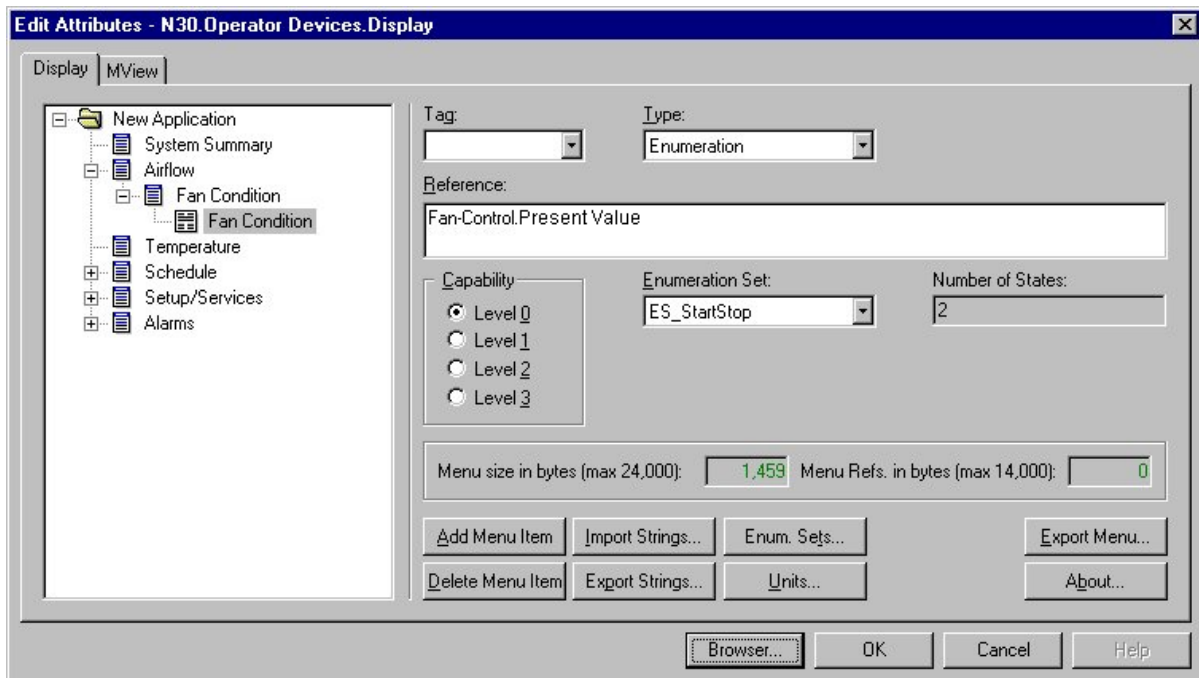 Edit Attributes - N30.Operator Devices.Display
Display
MView
New Application
System Summary
Airflow
Fan Condition
Fan Condition
Temperature
Schedule
Setup/Services
Alarms
Tag:
Type:
Enumeration
Reference:
Fan-Control.Present Value
Capability
Level 0
Level 1
Level 2
Level 3
Enumeration Set:
ES_StartStop
Number of States:
2
Menu size in bytes (max 24,000): 1,459 Menu Refs. in bytes (max 14,000): 0
Add Menu Item
Import Strings...
Enum. Sets...
Export Menu...
Delete Menu Item
Export Strings...
Units...
About...
Browser...
OK
Cancel
Help